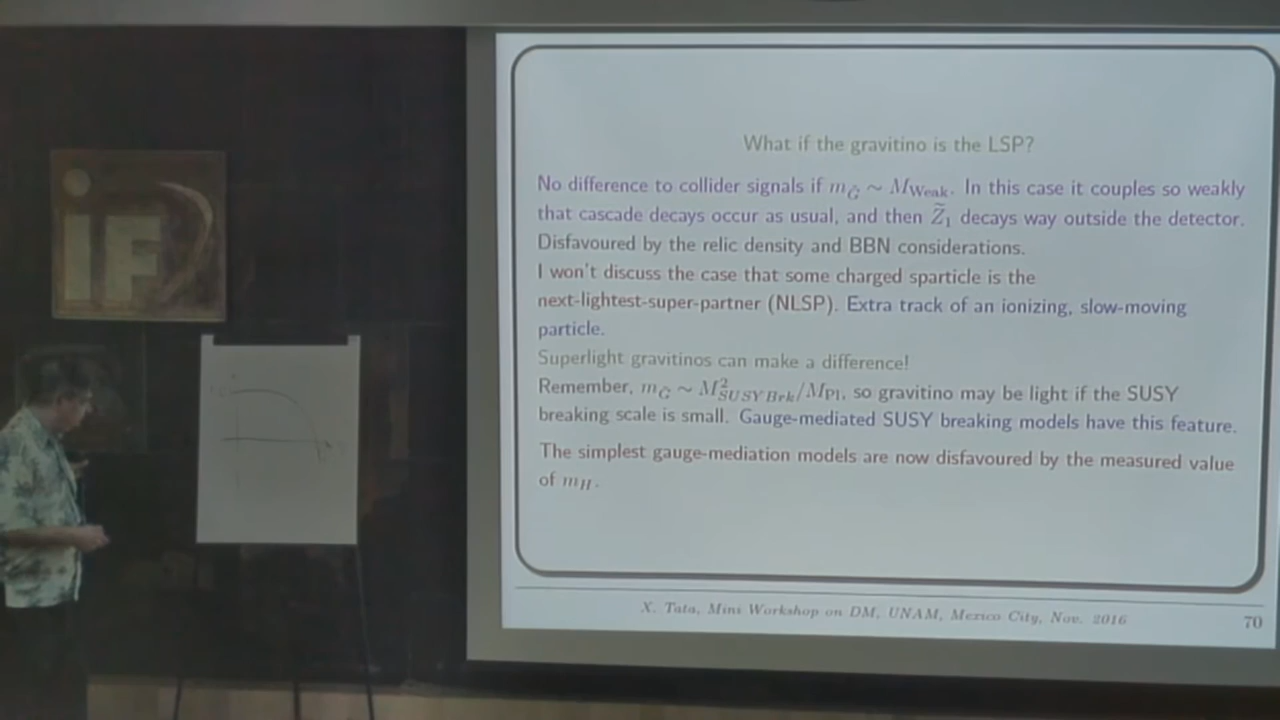 iF
What if the gravitino is the LSP?
No difference to collider signals if m_G̃ ∼ M_Weak. In this case it couples so weakly
that cascade decays occur as usual, and then Z̃₁ decays way outside the detector.
Disfavoured by the relic density and BBN considerations.
I won't discuss the case that some charged sparticle is the
next-lightest-super-partner (NLSP). Extra track of an ionizing, slow-moving
particle.
Superlight gravitinos can make a difference!
Remember, m_G̃ ∼ M²_SUSYBrk/M_Pl, so gravitino may be light if the SUSY
breaking scale is small. Gauge-mediated SUSY breaking models have this feature.
The simplest gauge-mediation models are now disfavoured by the measured value
of m_H.
X. Tata, Mini Workshop on DM, UNAM, Mexico City, Nov. 2016
70